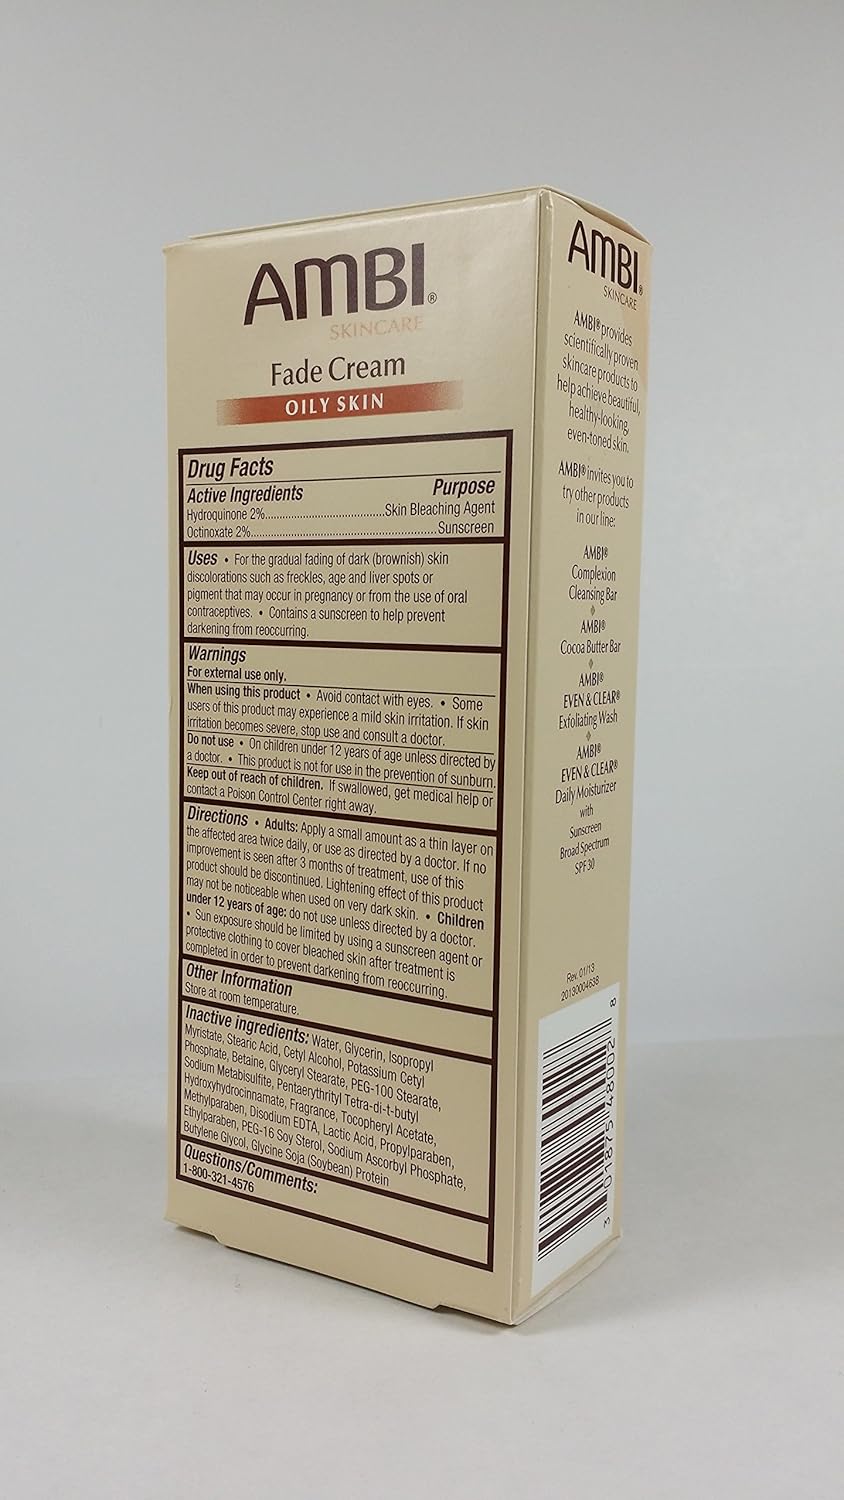 AMBI®
SKINCARE
Fade Cream
OILY SKIN
Drug Facts
Active Ingredients Purpose
Hydroquinone 2%................................Skin Bleaching Agent
Octinoxate 2%..................................................Sunscreen
Uses • For the gradual fading of dark (brownish) skin
discolorations such as freckles, age and liver spots or
pigment that may occur in pregnancy or from the use of oral
contraceptives. • Contains a sunscreen to help prevent
darkening from reoccurring.
Warnings
For external use only.
When using this product • Avoid contact with eyes. • Some
users of this product may experience a mild skin irritation. If skin
irritation becomes severe, stop use and consult a doctor.
Do not use • On children under 12 years of age unless directed by
a doctor. • This product is not for use in the prevention of sunburn.
Keep out of reach of children. If swallowed, get medical help or
contact a Poison Control Center right away.
Directions • Adults: Apply a small amount as a thin layer on
the affected area twice daily, or use as directed by a doctor. If no
improvement is seen after 3 months of treatment, use of this
product should be discontinued. Lightening effect of this product
may not be noticeable when used on very dark skin. • Children
under 12 years of age: do not use unless directed by a doctor.
• Sun exposure should be limited by using a sunscreen agent or
protective clothing to cover bleached skin after treatment is
completed in order to prevent darkening from reoccurring.
Other Information
Store at room temperature.
Inactive ingredients: Water, Glycerin, Isopropyl
Myristate, Stearic Acid, Cetyl Alcohol, Potassium Cetyl
Phosphate, Betaine, Glyceryl Stearate, PEG-100 Stearate,
Sodium Metabisulfite, Pentaerythrityl Tetra-di-t-butyl
Hydroxyhydrocinnamate, Fragrance, Tocopheryl Acetate,
Methylparaben, Disodium EDTA, Lactic Acid, Propylparaben,
Ethylparaben, PEG-16 Soy Sterol, Sodium Ascorbyl Phosphate,
Butylene Glycol, Glycine Soja (Soybean) Protein
Questions/Comments:
1-800-321-4576
AMBI®
SKINCARE
AMBI® provides
scientifically proven
skincare products to
help achieve beautiful,
healthy-looking
even-toned skin.
AMBI® invites you to
try other products
in our line:
AMBI®
Complexion
Cleansing Bar
AMBI®
Cocoa Butter Bar
AMBI®
EVEN & CLEAR®
Exfoliating Wash
AMBI®
EVEN & CLEAR®
Daily Moisturizer
with
Sunscreen
Broad Spectrum
SPF 30
Rev. 01/13
20130004638
3 01875 48002 8